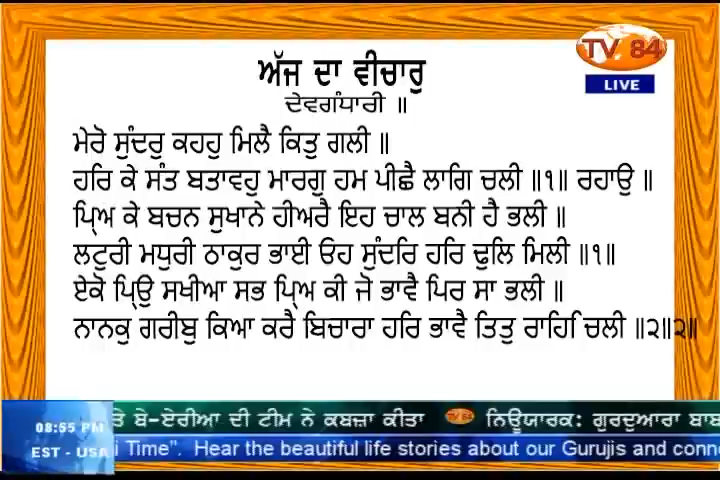 TV 84
LIVE
ਅੱਜ ਦਾ ਵੀਚਾਰੁ
ਦੇਵਗੰਧਾਰੀ ॥
ਮੇਰੋ ਸੁੰਦਰੁ ਕਹਹੁ ਮਿਲੈ ਕਿਤੁ ਗਲੀ ॥
ਹਰਿ ਕੇ ਸੰਤ ਬਤਾਵਹੁ ਮਾਰਗੁ ਹਮ ਪੀਛੈ ਲਾਗਿ ਚਲੀ ॥੧॥ ਰਹਾਉ ॥
ਪ੍ਰਿਅ ਕੇ ਬਚਨ ਸੁਖਾਨੇ ਹੀਅਰੈ ਇਹ ਚਾਲ ਬਨੀ ਹੈ ਭਲੀ ॥
ਲਟੁਰੀ ਮਧੁਰੀ ਠਾਕੁਰ ਭਾਈ ਓਹ ਸੁੰਦਰਿ ਹਰਿ ਢੁਲਿ ਮਿਲੀ ॥੧॥
ਏਕੋ ਪ੍ਰਿਉ ਸਖੀਆ ਸਭ ਪ੍ਰਿਅ ਕੀ ਜੋ ਭਾਵੈ ਪਿਰ ਸਾ ਭਲੀ ॥
ਨਾਨਕੁ ਗਰੀਬੁ ਕਿਆ ਕਰੈ ਬਿਚਾਰਾ ਹਰਿ ਭਾਵੈ ਤਿਤੁ ਰਾਹਿ ਚਲੀ ॥੨॥੨॥
08:55 PM
ਤੇ ਬੇ-ਏਰੀਆ ਦੀ ਟੀਮ ਨੇ ਕਬਜ਼ਾ ਕੀਤਾ TV 84 ਨਿਊਯਾਰਕ: ਗੁਰਦੁਆਰਾ ਬਾਬ
EST - USA
i Time". Hear the beautiful life stories about our Gurujis and conne